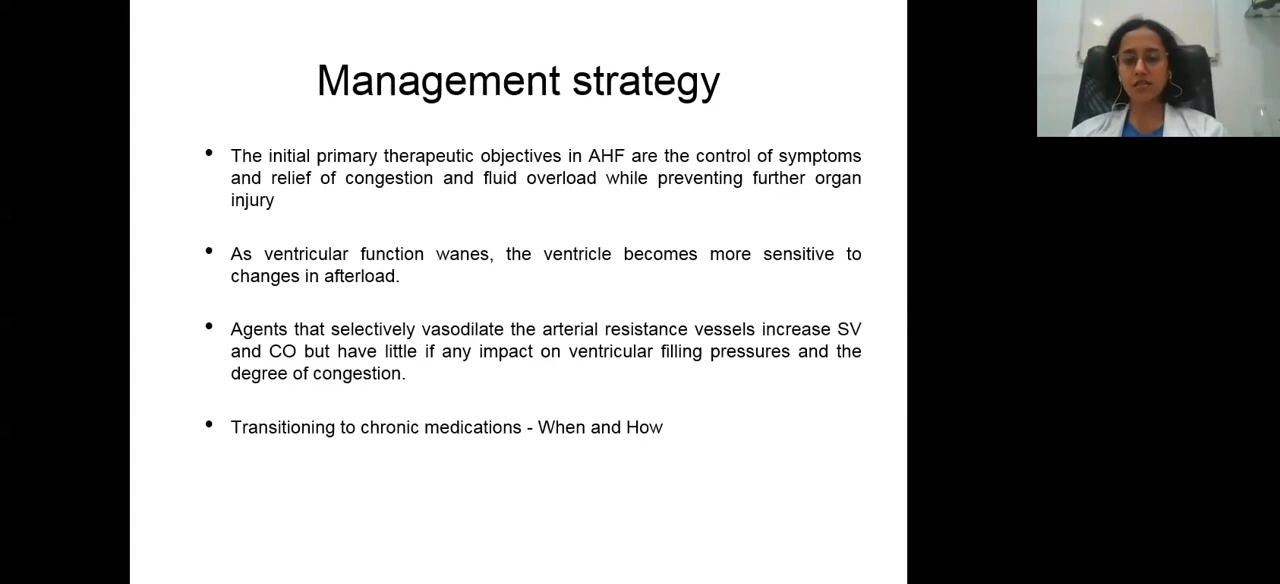 Management strategy
• The initial primary therapeutic objectives in AHF are the control of symptoms
and relief of congestion and fluid overload while preventing further organ
injury
• As ventricular function wanes, the ventricle becomes more sensitive to
changes in afterload.
• Agents that selectively vasodilate the arterial resistance vessels increase SV
and CO but have little if any impact on ventricular filling pressures and the
degree of congestion.
• Transitioning to chronic medications - When and How